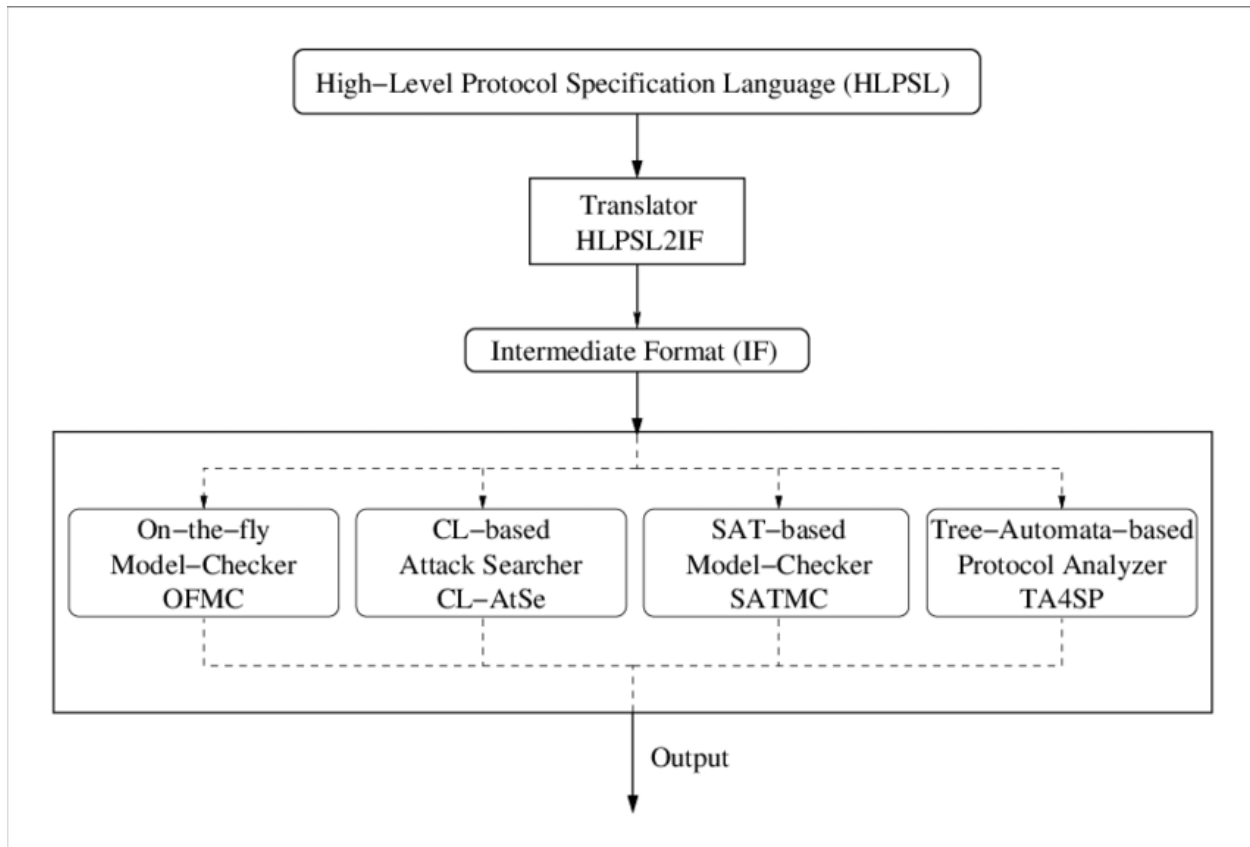 High−Level Protocol Specification Language (HLPSL)
Translator
HLPSL2IF
Intermediate Format (IF)
On−the−fly
Model−Checker
OFMC
CL−based
Attack Searcher
CL−AtSe
SAT−based
Model−Checker
SATMC
Tree−Automata−based
Protocol Analyzer
TA4SP
Output